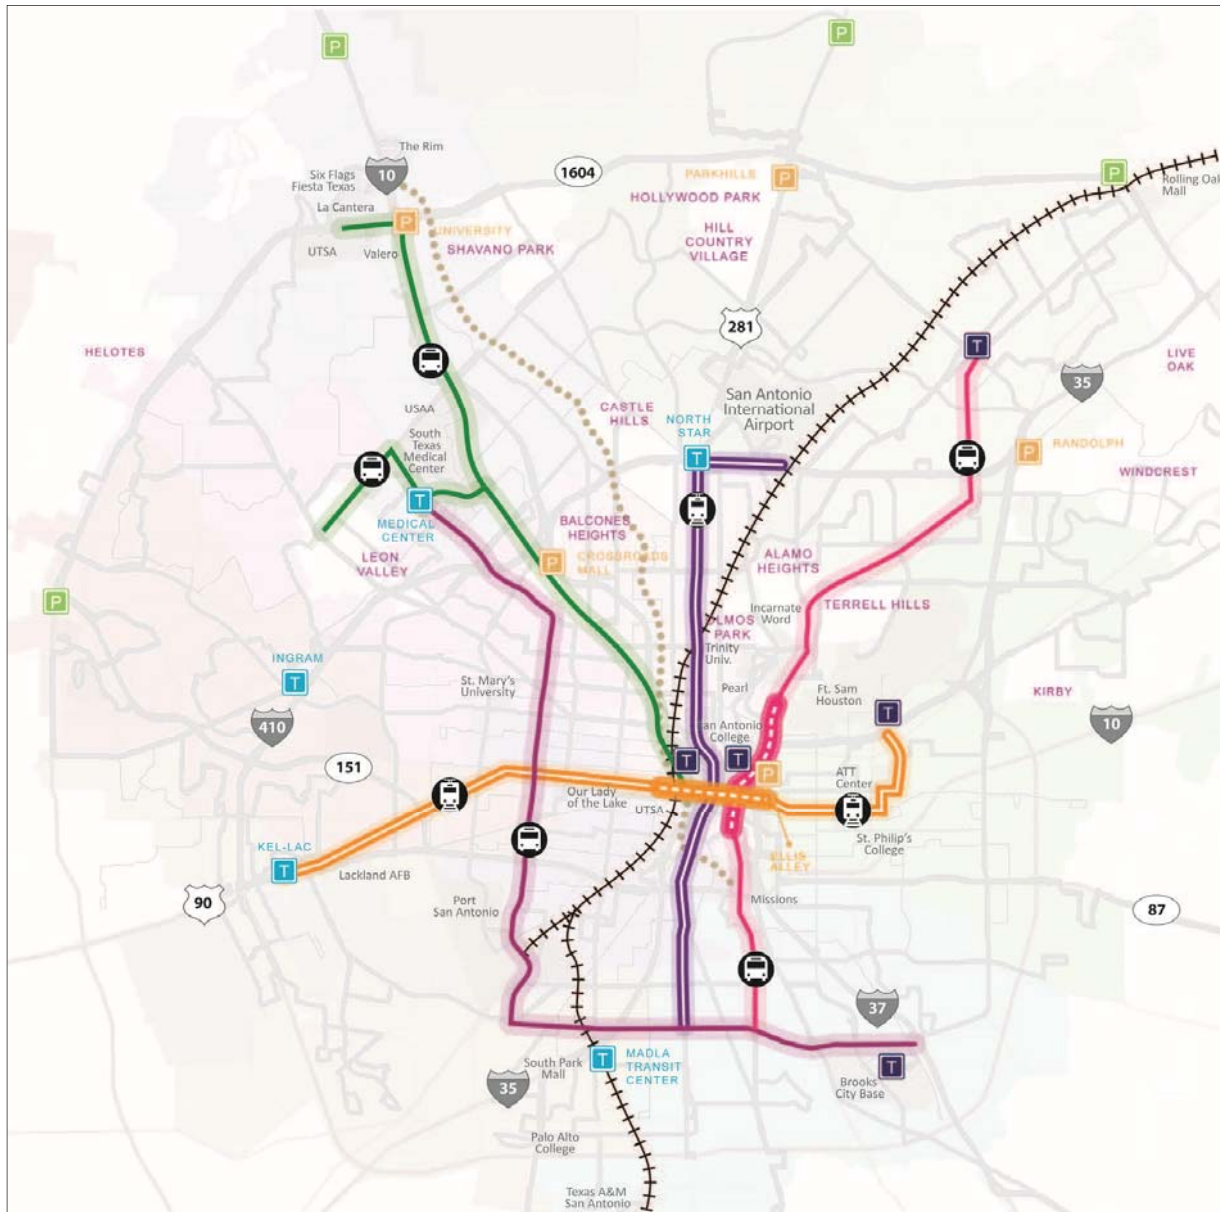 P
P
The Rim
10
1604
P
Six Flags
Fiesta Texas
PARKHILLS
P
Rolling Oak
Mall
HOLLYWOOD PARK
La Cantera
P
UNIVERSITY
HILL
COUNTRY
VILLAGE
UTSA
Valero
SHAVANO PARK
281
HELOTES
T
LIVE
OAK
35
San Antonio
International
Airport
USAA
CASTLE
HILLS
NORTH
STAR
South
Texas
Medical
Center
T
P
RANDOLPH
WINDCREST
T
MEDICAL
CENTER
BALCONES
HEIGHTS
LEON
VALLEY
P
CROSSROADS
MALL
ALAMO
HEIGHTS
P
Incarnate
Word
TERRELL HILLS
LMOS
PARK
Trinity
Univ.
INGRAM
T
St. Mary's
University
Pearl
Ft. Sam
Houston
KIRBY
410
T
10
an Antonio
College
151
T
T
P
ATT
Center
Our Lady
of the Lake
UTSA
St. Philip's
College
KEL-LAC
T
Lackland AFB
ELLIS
ALLEY
90
Port
San Antonio
Missions
87
37
South Park
Mall
T
MADLA
TRANSIT
CENTER
T
35
Brooks
City Base
Palo Alto
College
Texas A&M
San Antonio